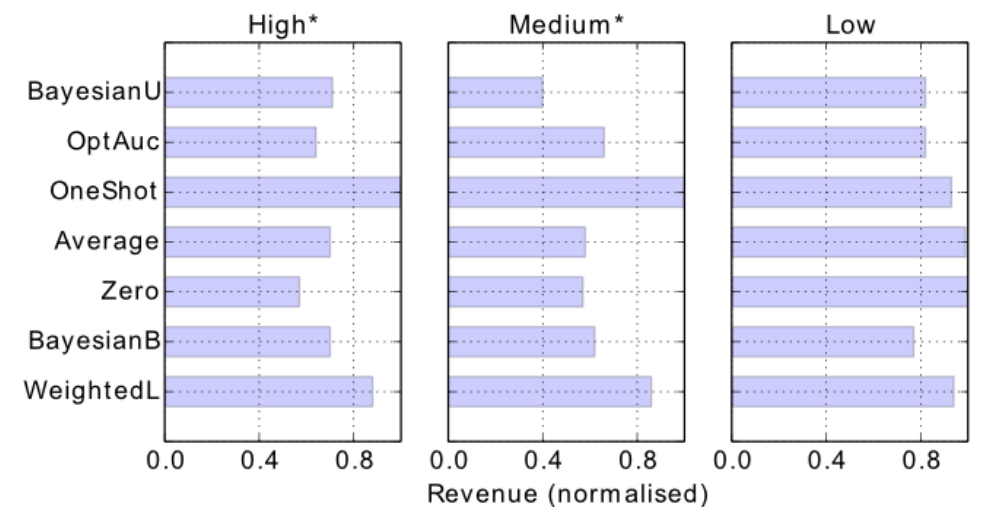 High* Medium* Low
BayesianU
OptAuc
OneShot
Average
Zero
BayesianB
WeightedL
0.0 0.4 0.8 0.0 0.4 0.8 0.0 0.4 0.8
Revenue (normalised)